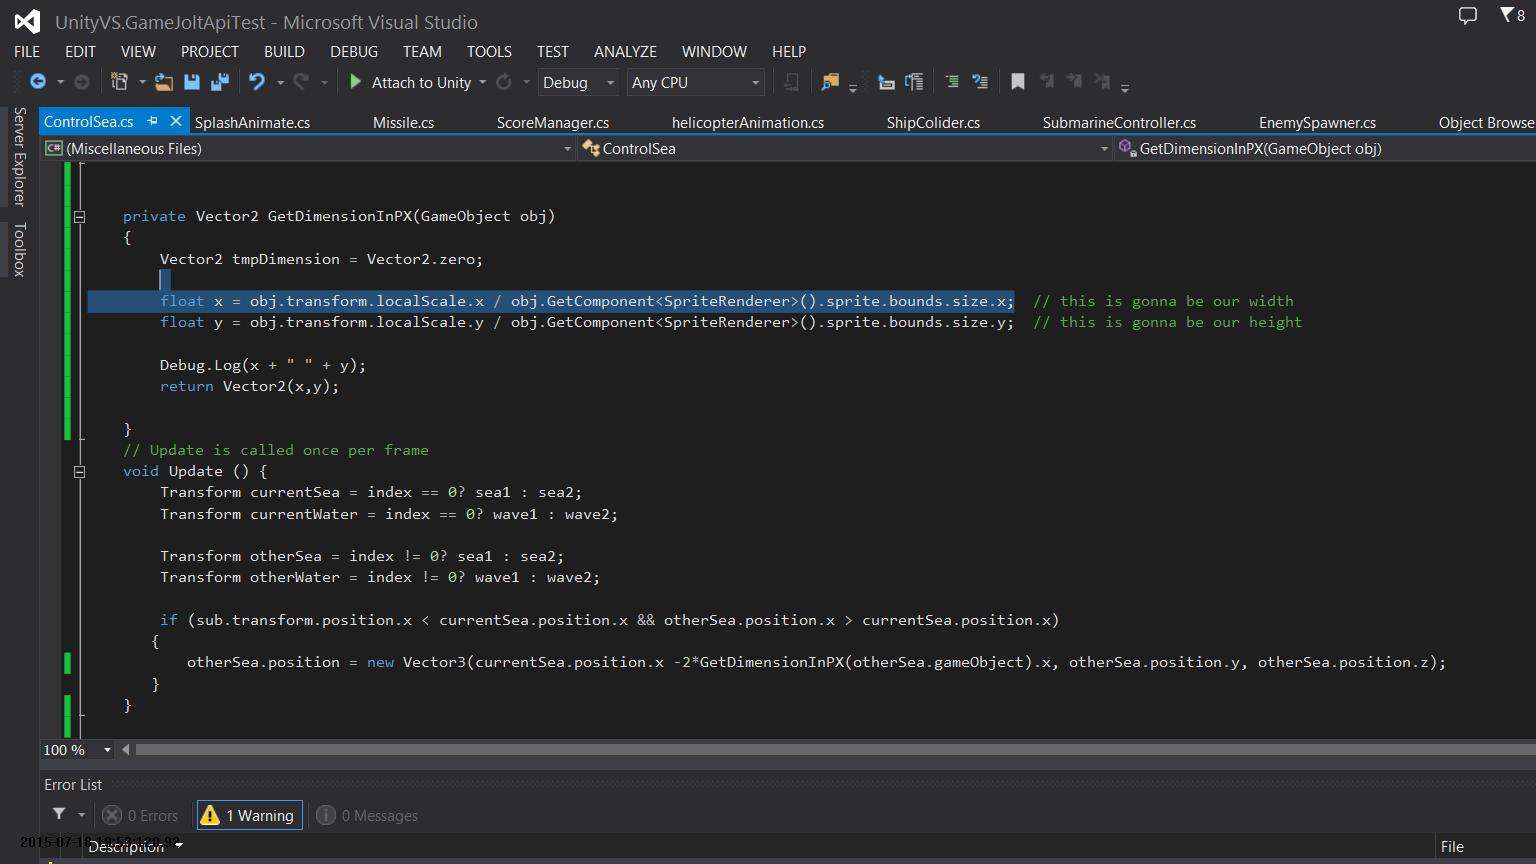 UnityVS.GameJoltApiTest - Microsoft Visual Studio
8
FILE EDIT VIEW PROJECT BUILD DEBUG TEAM TOOLS TEST ANALYZE WINDOW HELP
Attach to Unity Debug Any CPU
Server Explorer
Toolbox
ControlSea.cs SplashAnimate.cs Missile.cs ScoreManager.cs helicopterAnimation.cs ShipColider.cs SubmarineController.cs EnemySpawner.cs Object Browse
C# (Miscellaneous Files) ControlSea GetDimensionInPX(GameObject obj)
private Vector2 GetDimensionInPX(GameObject obj)
{
Vector2 tmpDimension = Vector2.zero;
float x = obj.transform.localScale.x / obj.GetComponent<SpriteRenderer>().sprite.bounds.size.x; // this is gonna be our width
float y = obj.transform.localScale.y / obj.GetComponent<SpriteRenderer>().sprite.bounds.size.y; // this is gonna be our height
Debug.Log(x + " " + y);
return Vector2(x,y);
}
// Update is called once per frame
void Update () {
Transform currentSea = index == 0? sea1 : sea2;
Transform currentWater = index == 0? wave1 : wave2;
Transform otherSea = index != 0? sea1 : sea2;
Transform otherWater = index != 0? wave1 : wave2;
if (sub.transform.position.x < currentSea.position.x && otherSea.position.x > currentSea.position.x)
{
otherSea.position = new Vector3(currentSea.position.x -2*GetDimensionInPX(otherSea.gameObject).x, otherSea.position.y, otherSea.position.z);
}
}
100 %
Error List
0 Errors 1 Warning 0 Messages
Description File